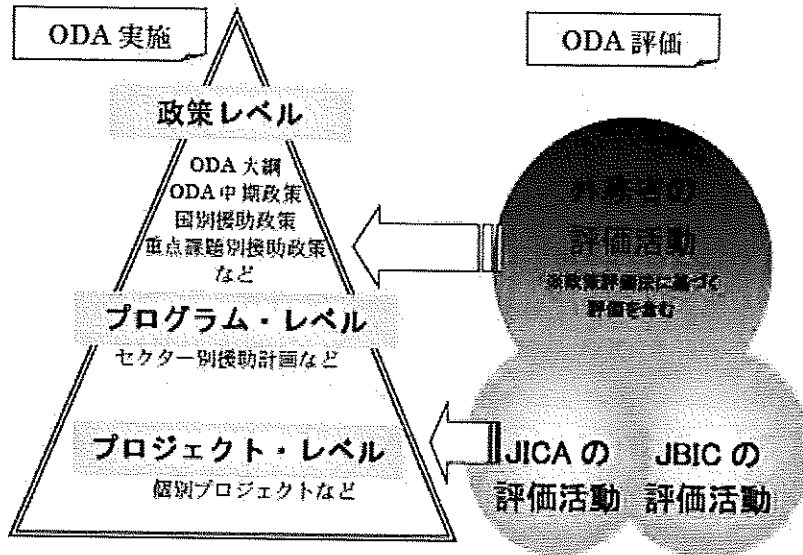 ODA 実施
ODA 評価
政策レベル
ODA 大綱
ODA 中期政策
国別援助政策
重点課題別援助政策
など
プログラム・レベル
セクター別援助計画など
プロジェクト・レベル
個別プロジェクトなど
外務省の
評価活動
※政策評価法に基づく
評価を含む
JICA の
評価活動
JBIC の
評価活動